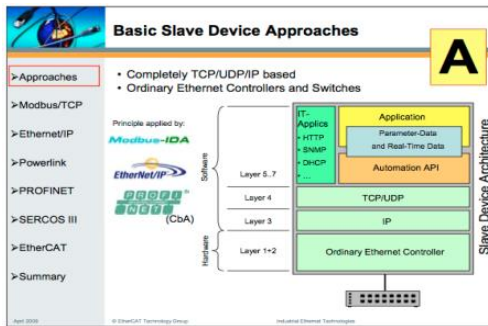 Basic Slave Device Approaches
A
Approaches
Modbus/TCP
Ethernet/IP
Powerlink
PROFINET
SERCOS III
EtherCAT
Summary
• Completely TCP/UDP/IP based
• Ordinary Ethernet Controllers and Switches
Principle applied by:
Modbus-IDA
EtherNet/IP
PROFI
NET
(CbA)
Software
Hardware
Layer 5..7
Layer 4
Layer 3
Layer 1+2
IT-
Applics
• HTTP
• SNMP
• DHCP
• ...
Application
Parameter-Data
and Real-Time Data
Automation API
TCP/UDP
IP
Ordinary Ethernet Controller
Slave Device Architecture
© EtherCAT Technology Group
Industrial Ethernet Technologies